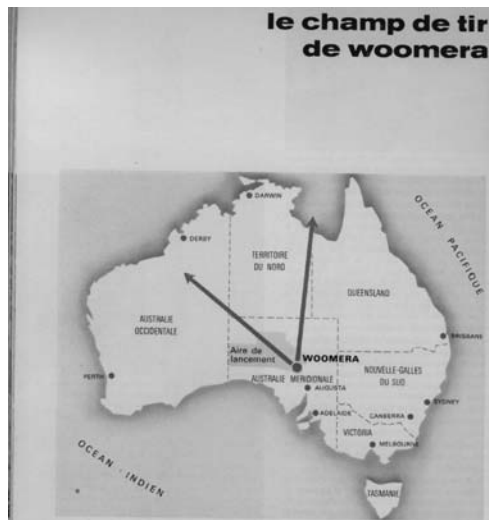 le champ de tir
de woomera
DARWIN
DERBY
TERRITOIRE
DU NORD
OCEAN PACIFIQUE
QUEENSLAND
AUSTRALIE
OCCIDENTALE
BRISBANE
Aire de
lancement
WOOMERA
PERTH
AUSTRALIE MERIDIONALE
NOUVELLE-GALLES
DU SUD
AUGUSTA
SYDNEY
ADELAIDE
CANBERRA
VICTORIA
MELBOURNE
OCEAN - INDIEN
TASMANIE